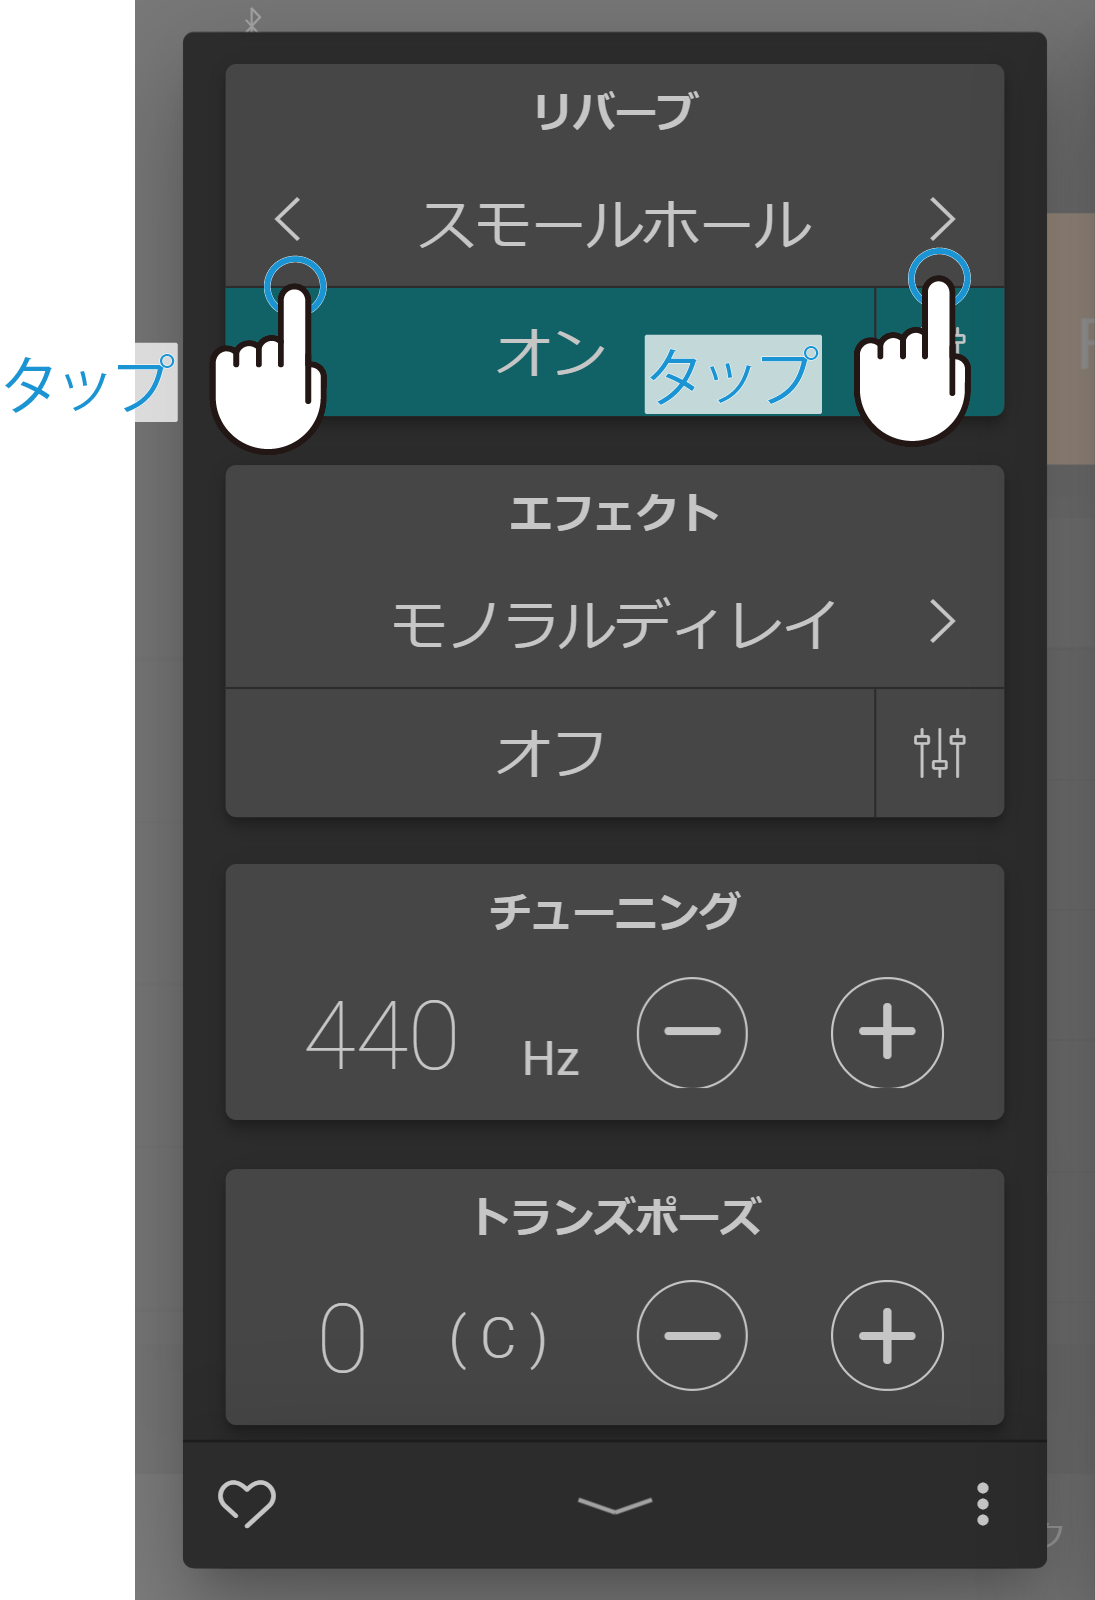 リバーブ
スモールホール
オン
タップ
タップ
エフェクト
モノラルディレイ
オフ
チューニング
440 Hz
トランズポーズ
0 (C)